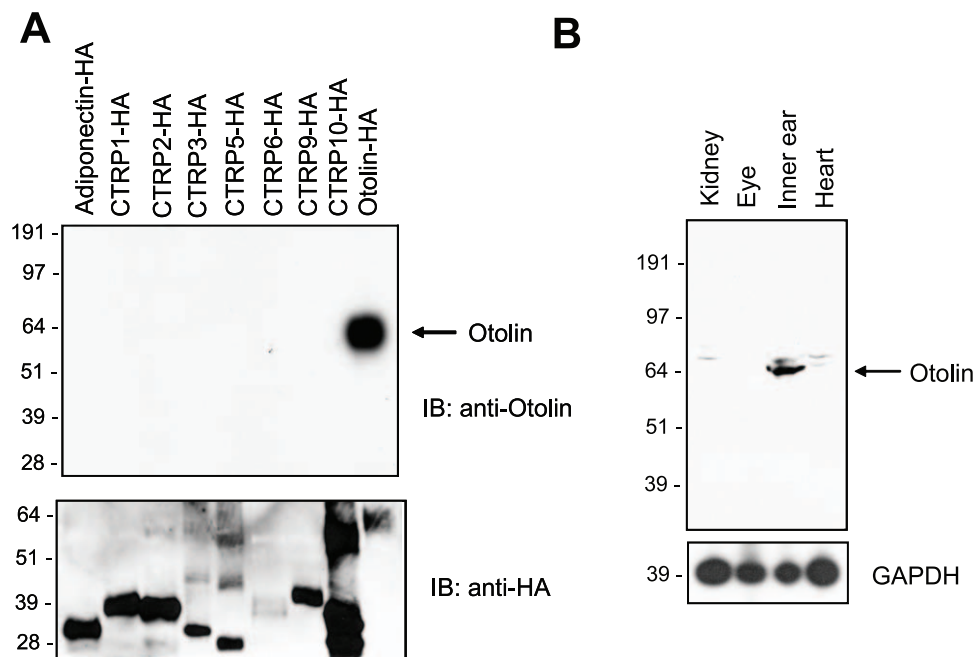 A
Adiponectin-HA
CTRP1-HA
CTRP2-HA
CTRP3-HA
CTRP5-HA
CTRP6-HA
CTRP9-HA
CTRP10-HA
Otolin-HA
191 -
97 -
64 -
51 -
39 -
28 -
Otolin
IB: anti-Otolin
64 -
51 -
39 -
28 -
IB: anti-HA
B
Kidney
Eye
Inner ear
Heart
191 -
97 -
64 -
51 -
39 -
Otolin
39 -
GAPDH